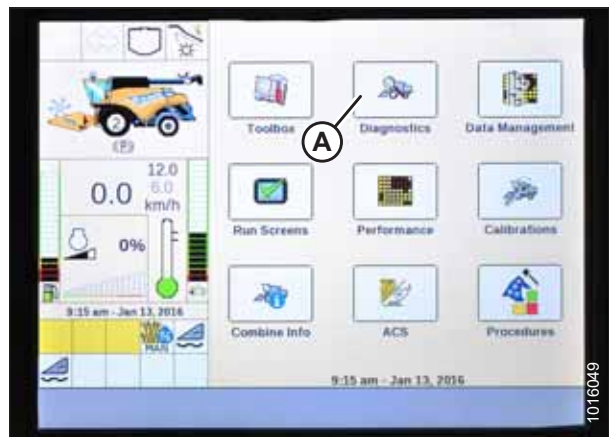 12.0
0.0 6.0
km/h
2
(P)
0%
9:15 am - Jan 13, 2016
MAN
Toolbox
Diagnostics
Data Management
A
Run Screens
Performance
Calibrations
Combine Info
ACS
Procedures
9:15 am - Jan 13, 2016
1016049